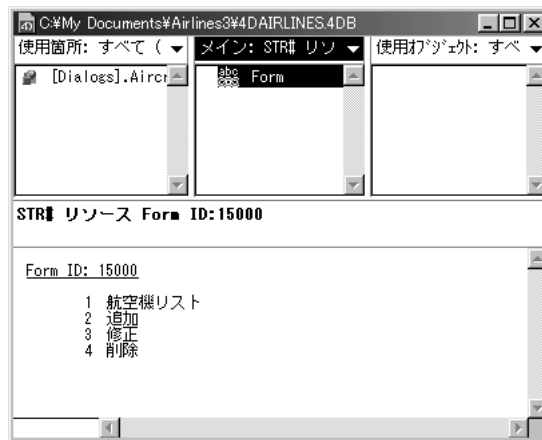 C:¥My Documents¥Airlines3¥4DAIRLINES.4DB
使用箇所: すべて (
メイン: STR# リソ
使用ｵﾌﾞｼﾞｪｸﾄ: すべ
[Dialogs].Aircr
Form
STR# リソース Form ID:15000
Form ID: 15000
1 航空機リスト
2 追加
3 修正
4 削除